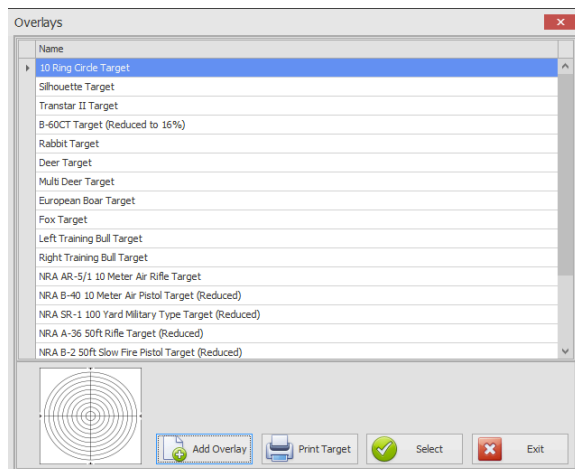 Overlays
Name
10 Ring Circle Target
Silhouette Target
Transtar II Target
B-60CT Target (Reduced to 16%)
Rabbit Target
Deer Target
Multi Deer Target
European Boar Target
Fox Target
Left Training Bull Target
Right Training Bull Target
NRA AR-5/1 10 Meter Air Rifle Target
NRA B-40 10 Meter Air Pistol Target (Reduced)
NRA SR-1 100 Yard Military Type Target (Reduced)
NRA A-36 50ft Rifle Target (Reduced)
NRA B-2 50ft Slow Fire Pistol Target (Reduced)
Add Overlay Print Target Select Exit